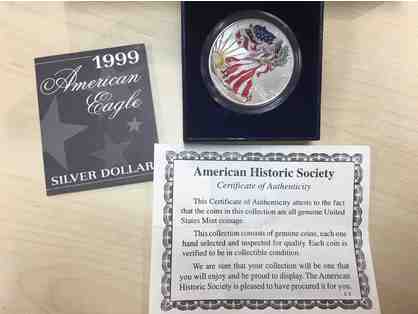 1999
American
Eagle
SILVER DOLLAR
American Historic Society
Certificate of Authenticity
This Certificate of Authenticity attests to the fact
that the coins in this collection are all genuine United
States Mint coinage.
This collection consists of genuine coins, each one
hand selected and inspected for quality. Each coin is
verified to be in collectible condition.
We are sure that your collection will be one that
you will enjoy and be proud to display. The American
Historic Society is pleased to have procured it for you.